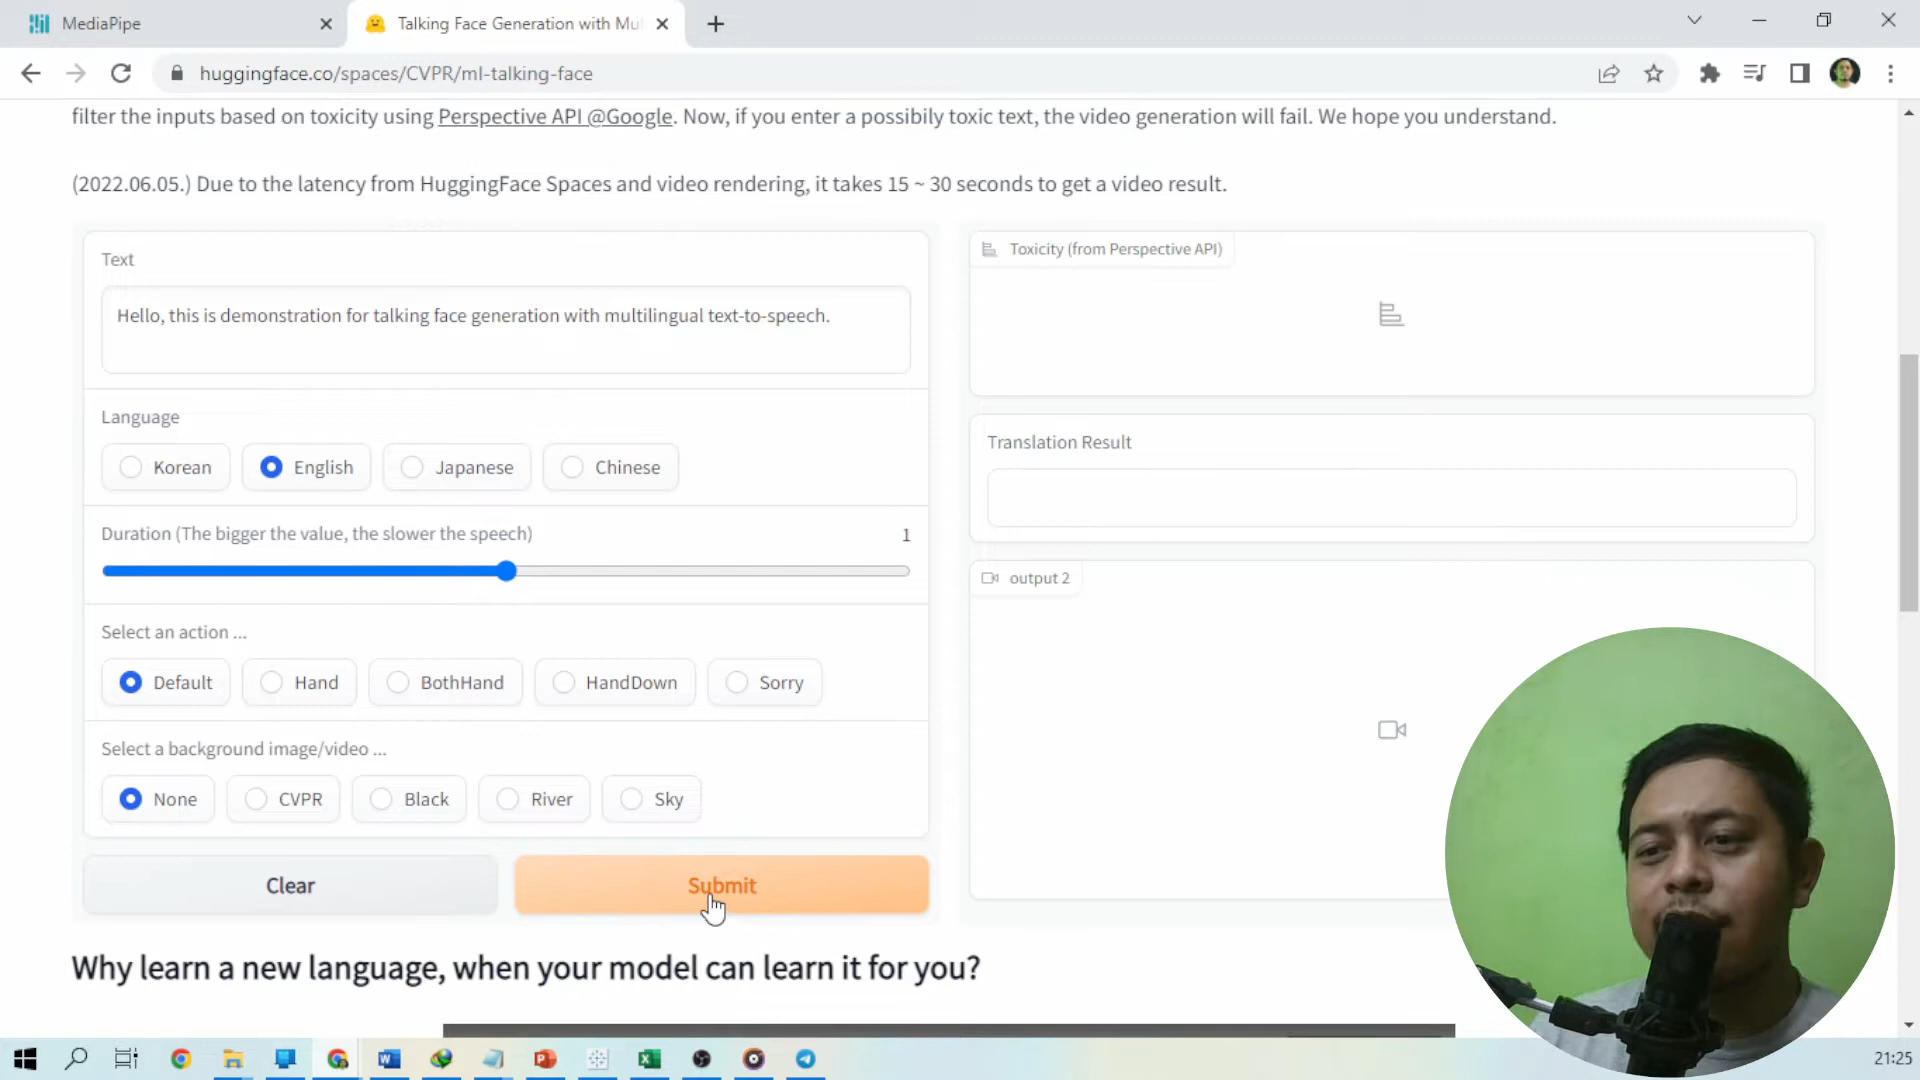 MediaPipe
Talking Face Generation with Mu
huggingface.co/spaces/CVPR/ml-talking-face
filter the inputs based on toxicity using Perspective API @Google. Now, if you enter a possibily toxic text, the video generation will fail. We hope you understand.
(2022.06.05.) Due to the latency from HuggingFace Spaces and video rendering, it takes 15 ~ 30 seconds to get a video result.
Text
Hello, this is demonstration for talking face generation with multilingual text-to-speech.
Language
Korean English Japanese Chinese
Duration (The bigger the value, the slower the speech) 1
Select an action ...
Default Hand BothHand HandDown Sorry
Select a background image/video ...
None CVPR Black River Sky
Clear Submit
Toxicity (from Perspective API)
Translation Result
output 2
Why learn a new language, when your model can learn it for you?
21:25